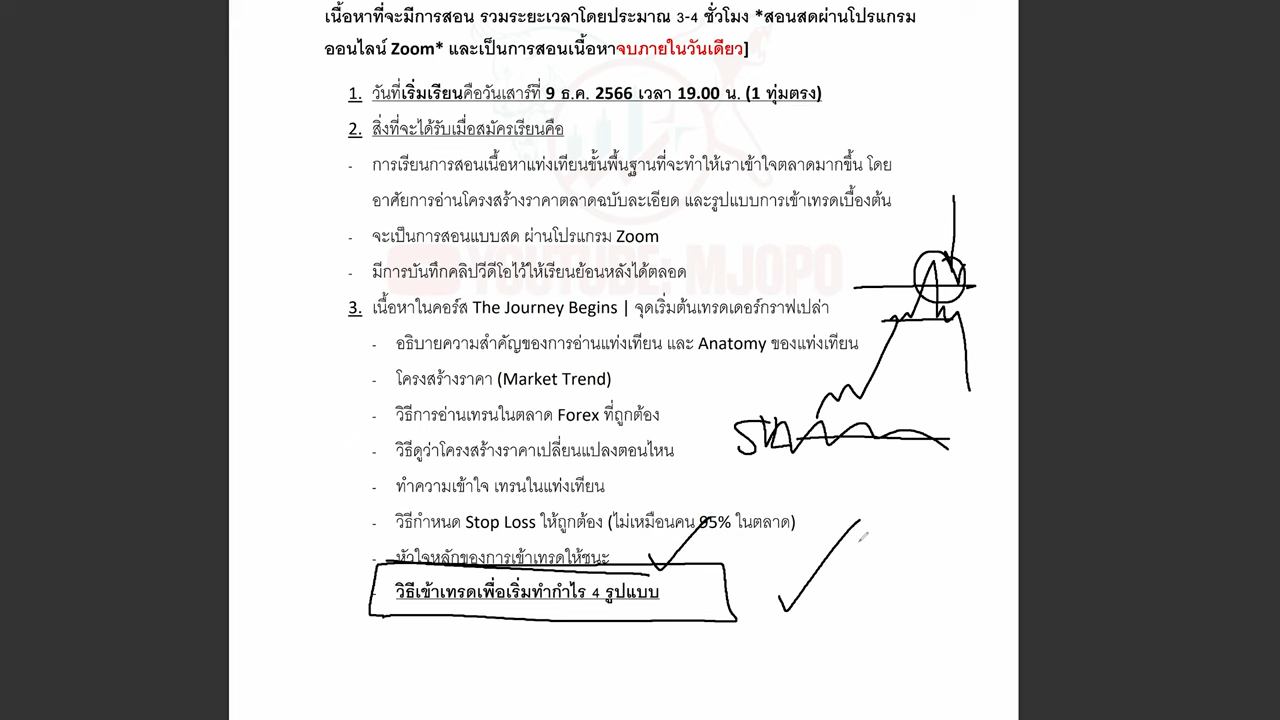 เนื้อหาที่จะมีการสอน รวมระยะเวลาโดยประมาณ 3-4 ชั่วโมง *สอนสดผ่านโปรแกรม
ออนไลน์ Zoom* และเป็นการสอนเนื้อหาจบภายในวันเดียว]
1. วันที่เริ่มเรียนคือวันเสาร์ที่ 9 ธ.ค. 2566 เวลา 19.00 น. (1 ทุ่มตรง)
2. สิ่งที่จะได้รับเมื่อสมัครเรียนคือ
- การเรียนการสอนเนื้อหาแท่งเทียนขั้นพื้นฐานที่จะทำให้เราเข้าใจตลาดมากขึ้น โดย
อาศัยการอ่านโครงสร้างราคาตลาดฉบับละเอียด และรูปแบบการเข้าเทรดเบื้องต้น
- จะเป็นการสอนแบบสด ผ่านโปรแกรม Zoom
YOUTUBE: MJOPO
- มีการบันทึกคลิปวีดีโอไว้ให้เรียนย้อนหลังได้ตลอด
3. เนื้อหาในคอร์ส The Journey Begins | จุดเริ่มต้นเทรดเดอร์กราฟเปล่า
- อธิบายความสำคัญของการอ่านแท่งเทียน และ Anatomy ของแท่งเทียน
- โครงสร้างราคา (Market Trend)
- วิธีการอ่านเทรนในตลาด Forex ที่ถูกต้อง
- วิธีดูว่าโครงสร้างราคาเปลี่ยนแปลงตอนไหน
- ทำความเข้าใจ เทรนในแท่งเทียน
- วิธีกำหนด Stop Loss ให้ถูกต้อง (ไม่เหมือนคน 95% ในตลาด)
- หัวใจหลักของการเข้าเทรดให้ชนะ
- วิธีเข้าเทรดเพื่อเริ่มทำกำไร 4 รูปแบบ